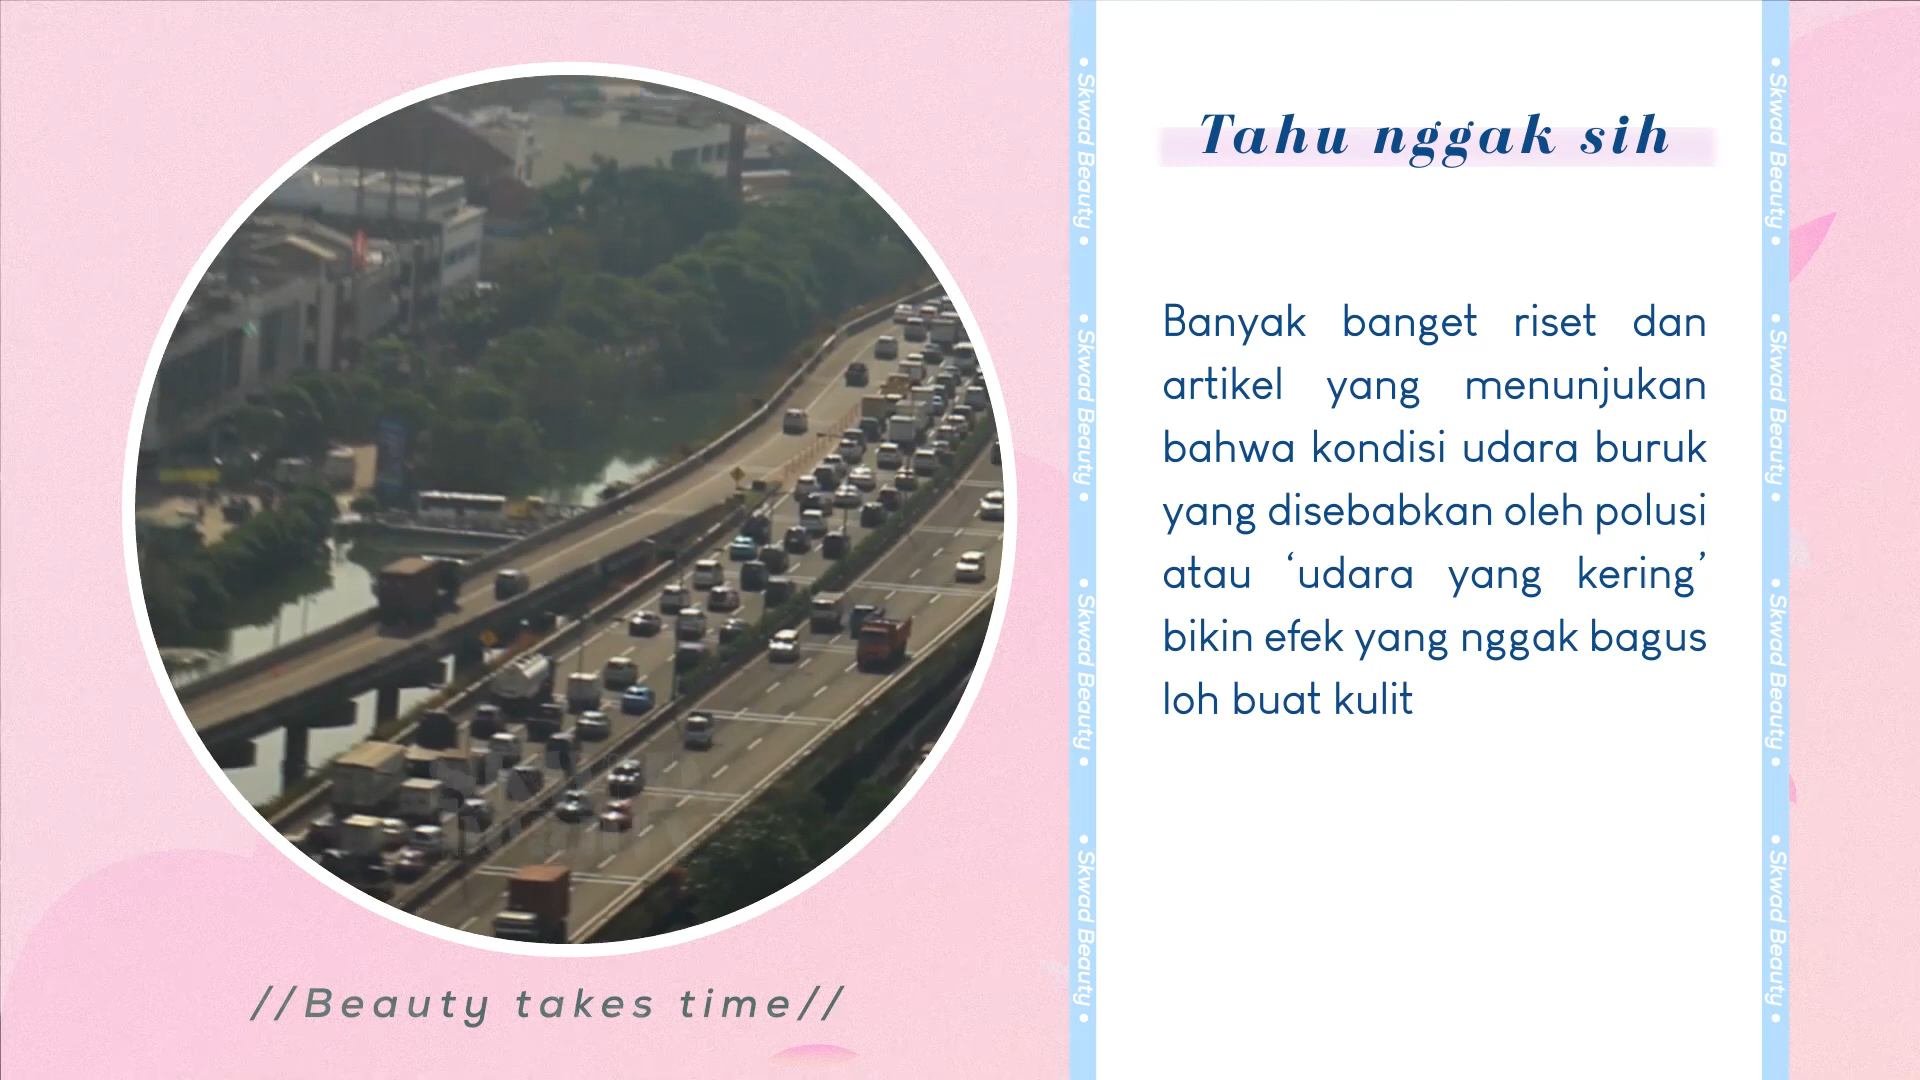 Tahu nggak sih
Banyak banget riset dan
artikel yang menunjukan
bahwa kondisi udara buruk
yang disebabkan oleh polusi
atau ‘udara yang kering’
bikin efek yang nggak bagus
loh buat kulit
//Beauty takes time//
• Skwad Beauty •
• Skwad Beauty •
• Skwad Beauty •
• Skwad Beauty •
• Skwad Beauty •
• Skwad Beauty •
• Skwad Beauty •
• Skwad Beauty •